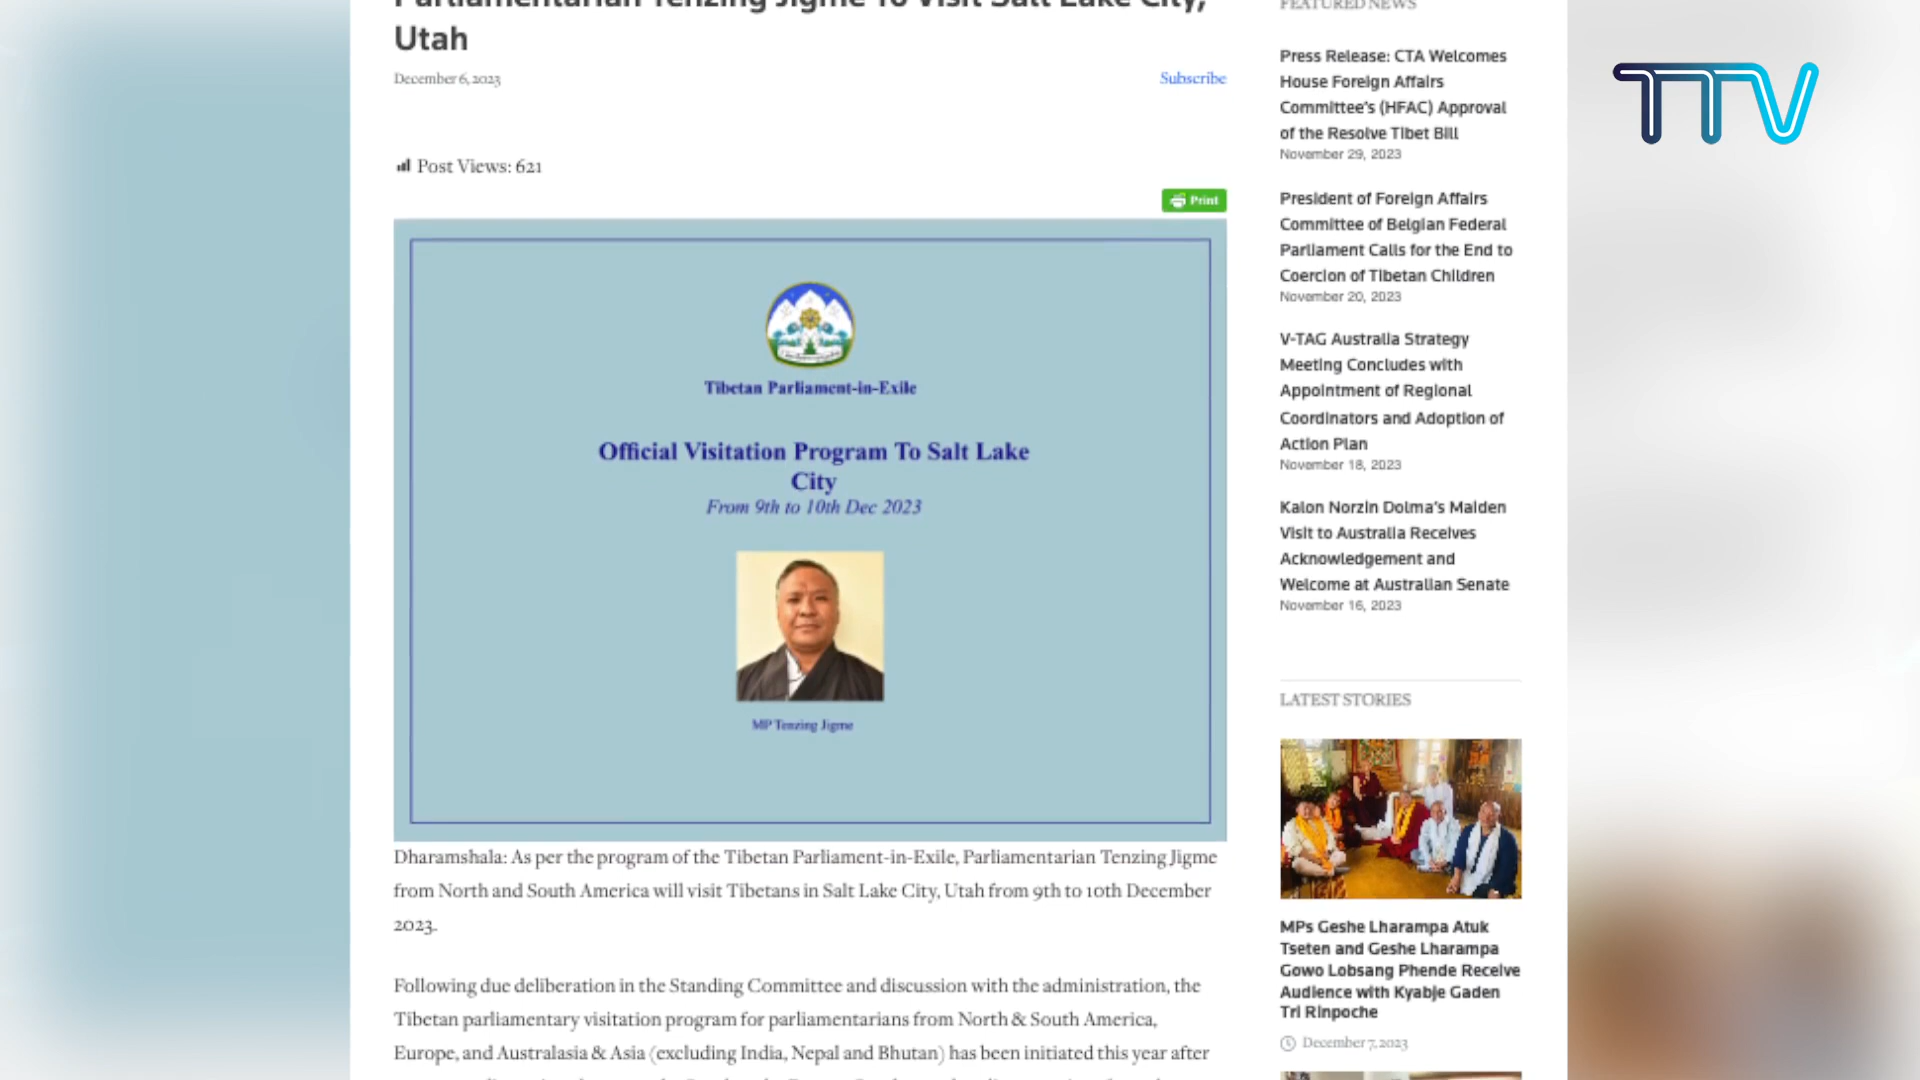 Parliamentarian Tenzing Jigme To Visit Salt Lake City,
Utah
December 6, 2023
Subscribe
Post Views: 621
Print
Tibetan Parliament-in-Exile
Official Visitation Program To Salt Lake
City
From 9th to 10th Dec 2023
MP Tenzing Jigme
Dharamshala: As per the program of the Tibetan Parliament-in-Exile, Parliamentarian Tenzing Jigme
from North and South America will visit Tibetans in Salt Lake City, Utah from 9th to 10th December
2023.
Following due deliberation in the Standing Committee and discussion with the administration, the
Tibetan parliamentary visitation program for parliamentarians from North & South America,
Europe, and Australasia & Asia (excluding India, Nepal and Bhutan) has been initiated this year after
FEATURED NEWS
Press Release: CTA Welcomes
House Foreign Affairs
Committee's (HFAC) Approval
of the Resolve Tibet Bill
November 29, 2023
President of Foreign Affairs
Committee of Belgian Federal
Parliament Calls for the End to
Coercion of Tibetan Children
November 20, 2023
V-TAG Australia Strategy
Meeting Concludes with
Appointment of Regional
Coordinators and Adoption of
Action Plan
November 18, 2023
Kalon Norzin Dolma's Maiden
Visit to Australia Receives
Acknowledgement and
Welcome at Australian Senate
November 16, 2023
LATEST STORIES
MPs Geshe Lharampa Atuk
Tseten and Geshe Lharampa
Gowo Lobsang Phende Receive
Audience with Kyabje Gaden
Tri Rinpoche
December 7, 2023
TTV